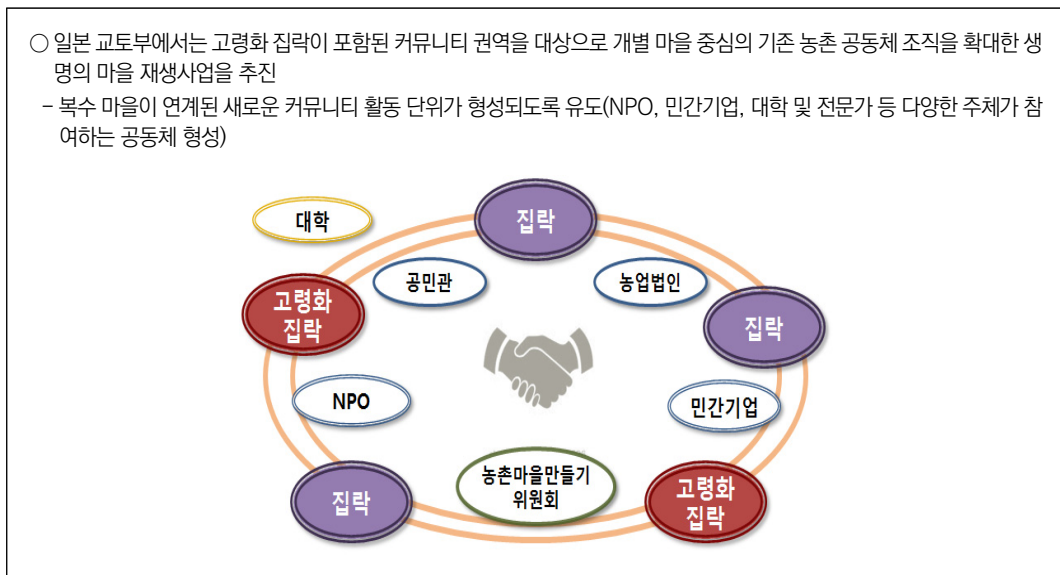 ○ 일본 교토부에서는 고령화 집락이 포함된 커뮤니티 권역을 대상으로 개별 마을 중심의 기존 농촌 공동체 조직을 확대한 생
명의 마을 재생사업을 추진
- 복수 마을이 연계된 새로운 커뮤니티 활동 단위가 형성되도록 유도(NPO, 민간기업, 대학 및 전문가 등 다양한 주체가 참
여하는 공동체 형성)
대학
집락
공민관
농업법인
고령화
집락
집락
NPO
민간기업
집락
농촌마을만들기
위원회
고령화
집락